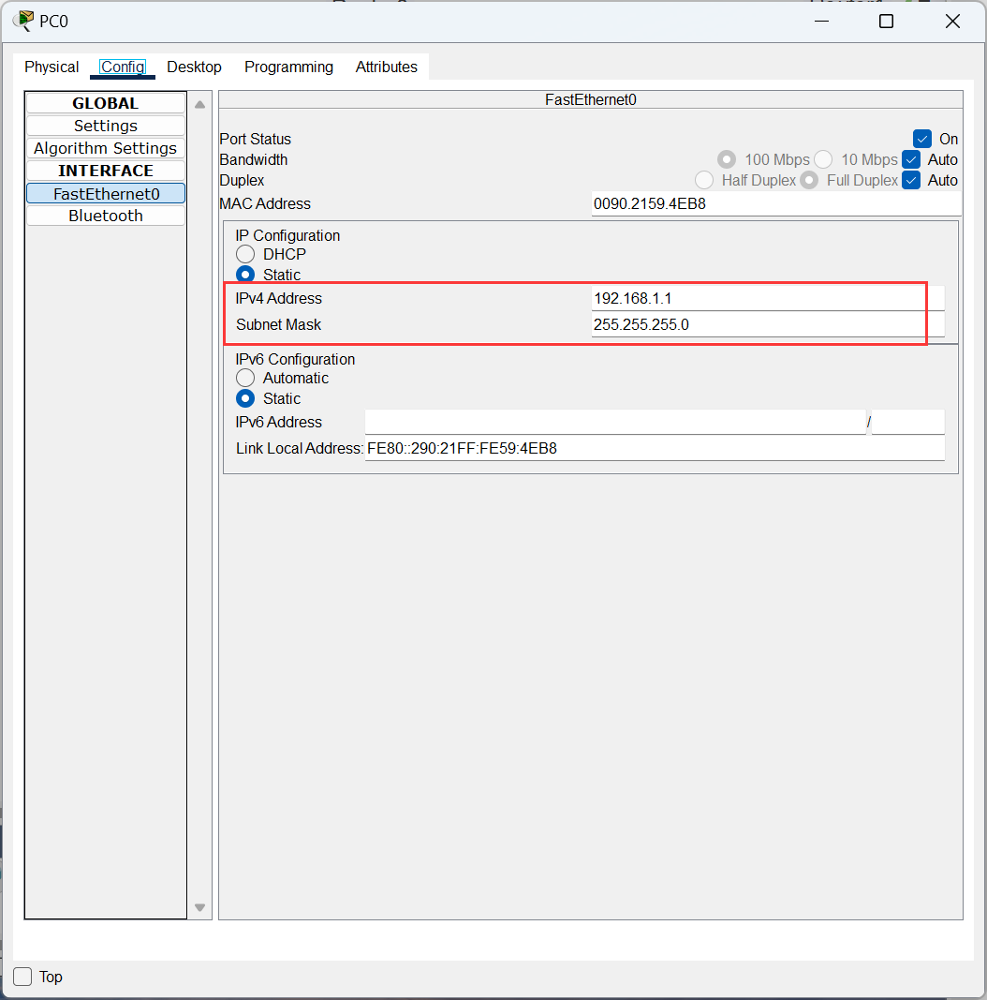 PC0
Physical Config Desktop Programming Attributes
GLOBAL
Settings
Algorithm Settings
INTERFACE
FastEthernet0
Bluetooth
FastEthernet0
Port Status On
Bandwidth 100 Mbps 10 Mbps Auto
Duplex Half Duplex Full Duplex Auto
MAC Address 0090.2159.4EB8
IP Configuration
DHCP
Static
IPv4 Address 192.168.1.1
Subnet Mask 255.255.255.0
IPv6 Configuration
Automatic
Static
IPv6 Address /
Link Local Address: FE80::290:21FF:FE59:4EB8
Top